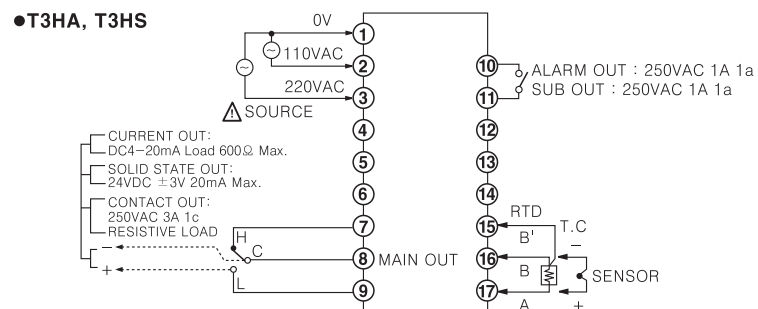 ●T3HA, T3HS
0V
110VAC
220VAC
SOURCE
CURRENT OUT:
DC4-20mA Load 600Ω Max.
SOLID STATE OUT:
24VDC ±3V 20mA Max.
CONTACT OUT:
250VAC 3A 1c
RESISTIVE LOAD
−
+
H
C
L
1
2
3
4
5
6
7
8
9
MAIN OUT
10
11
12
13
14
15
16
17
ALARM OUT : 250VAC 1A 1a
SUB OUT : 250VAC 1A 1a
RTD
T.C
B'
−
B
SENSOR
A
+